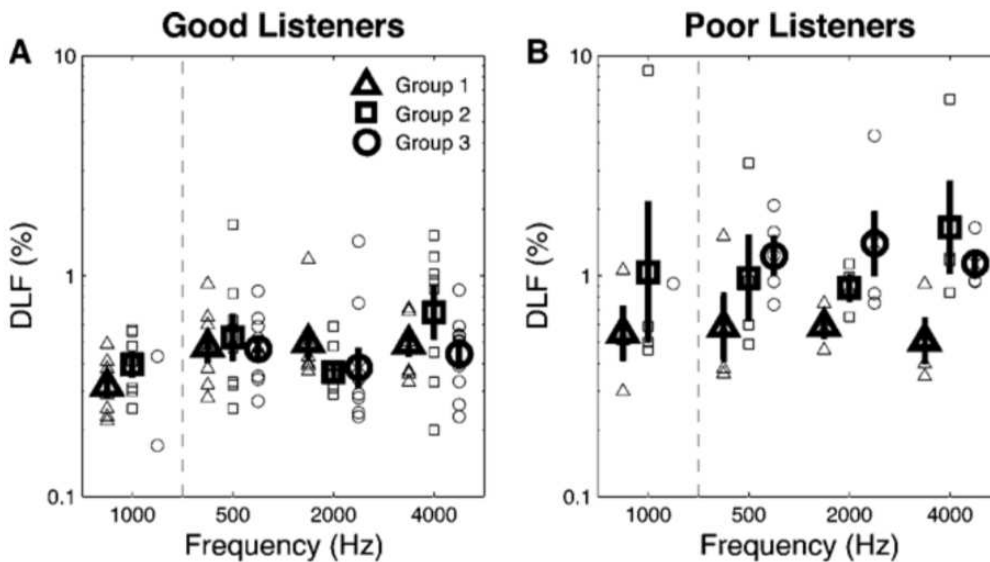 Good Listeners
Poor Listeners
A
B
10
1
0.1
DLF (%)
Group 1
Group 2
Group 3
1000
500
2000
4000
Frequency (Hz)
10
1
0.1
DLF (%)
1000
500
2000
4000
Frequency (Hz)